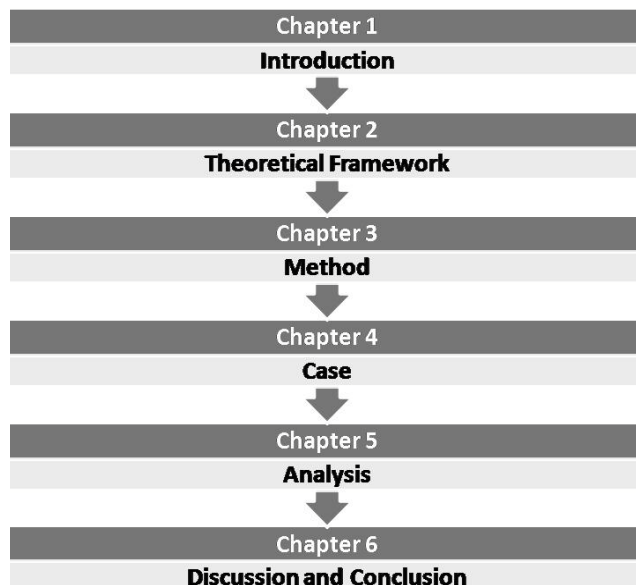 Chapter 1
Introduction
Chapter 2
Theoretical Framework
Chapter 3
Method
Chapter 4
Case
Chapter 5
Analysis
Chapter 6
Discussion and Conclusion